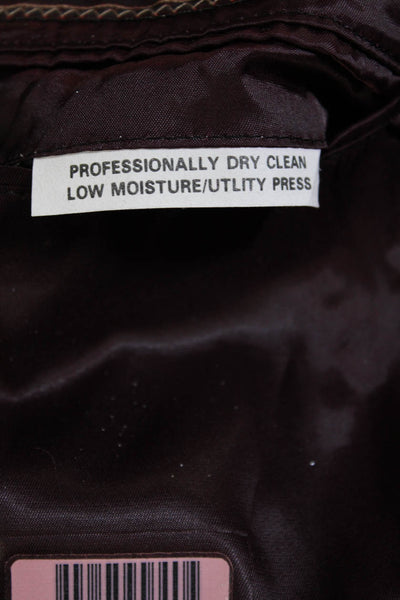 PROFESSIONALLY DRY CLEAN
LOW MOISTURE/UTLITY PRESS